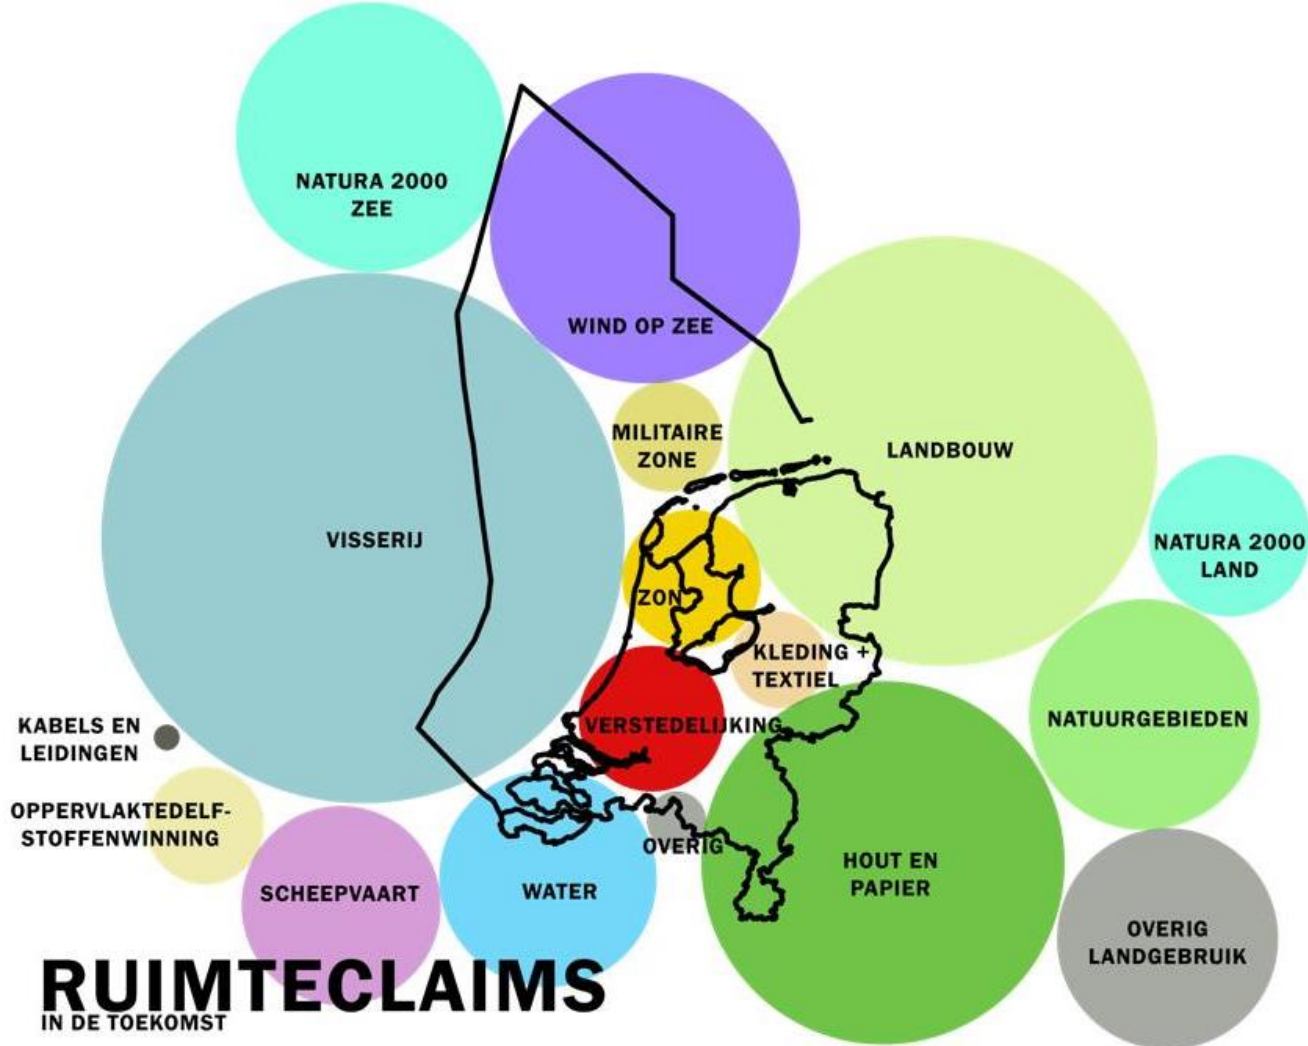 NATURA 2000
ZEE
WIND OP ZEE
MILITAIRE
ZONE
LANDBOUW
VISSERIJ
NATURA 2000
LAND
ZON
KLEDING +
TEXTIEL
VERSTEDELIJKING
NATUURGEBIEDEN
KABELS EN
LEIDINGEN
OPPERVLAKTEDELF-
STOFFENWINNING
OVERIG
SCHEEPVAART
WATER
HOUT EN
PAPIER
OVERIG
LANDGEBRUIK
RUIMTECLAIMS
IN DE TOEKOMST